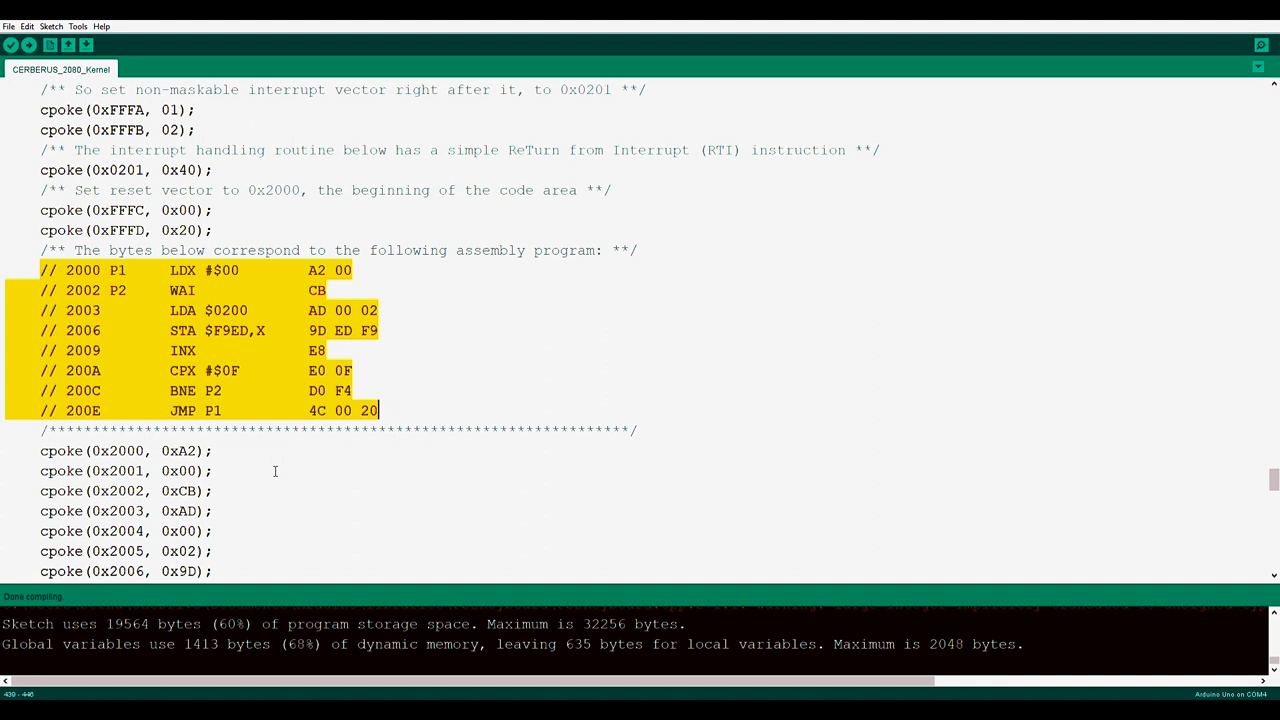 File Edit Sketch Tools Help
CERBERUS_2080_Kernel
/** So set non-maskable interrupt vector right after it, to 0x0201 **/
cpoke(0xFFFA, 01);
cpoke(0xFFFB, 02);
/** The interrupt handling routine below has a simple ReTurn from Interrupt (RTI) instruction **/
cpoke(0x0201, 0x40);
/** Set reset vector to 0x2000, the beginning of the code area **/
cpoke(0xFFFC, 0x00);
cpoke(0xFFFD, 0x20);
/** The bytes below correspond to the following assembly program: **/
// 2000 P1 LDX #$00 A2 00
// 2002 P2 WAI CB
// 2003 LDA $0200 AD 00 02
// 2006 STA $F9ED,X 9D ED F9
// 2009 INX E8
// 200A CPX #$0F E0 0F
// 200C BNE P2 D0 F4
// 200E JMP P1 4C 00 20
/*******************************************************************/
cpoke(0x2000, 0xA2);
cpoke(0x2001, 0x00);
cpoke(0x2002, 0xCB);
cpoke(0x2003, 0xAD);
cpoke(0x2004, 0x00);
cpoke(0x2005, 0x02);
cpoke(0x2006, 0x9D);
Done compiling.
Sketch uses 19564 bytes (60%) of program storage space. Maximum is 32256 bytes.
Global variables use 1413 bytes (68%) of dynamic memory, leaving 635 bytes for local variables. Maximum is 2048 bytes.
439 - 446 Arduino Uno on COM4